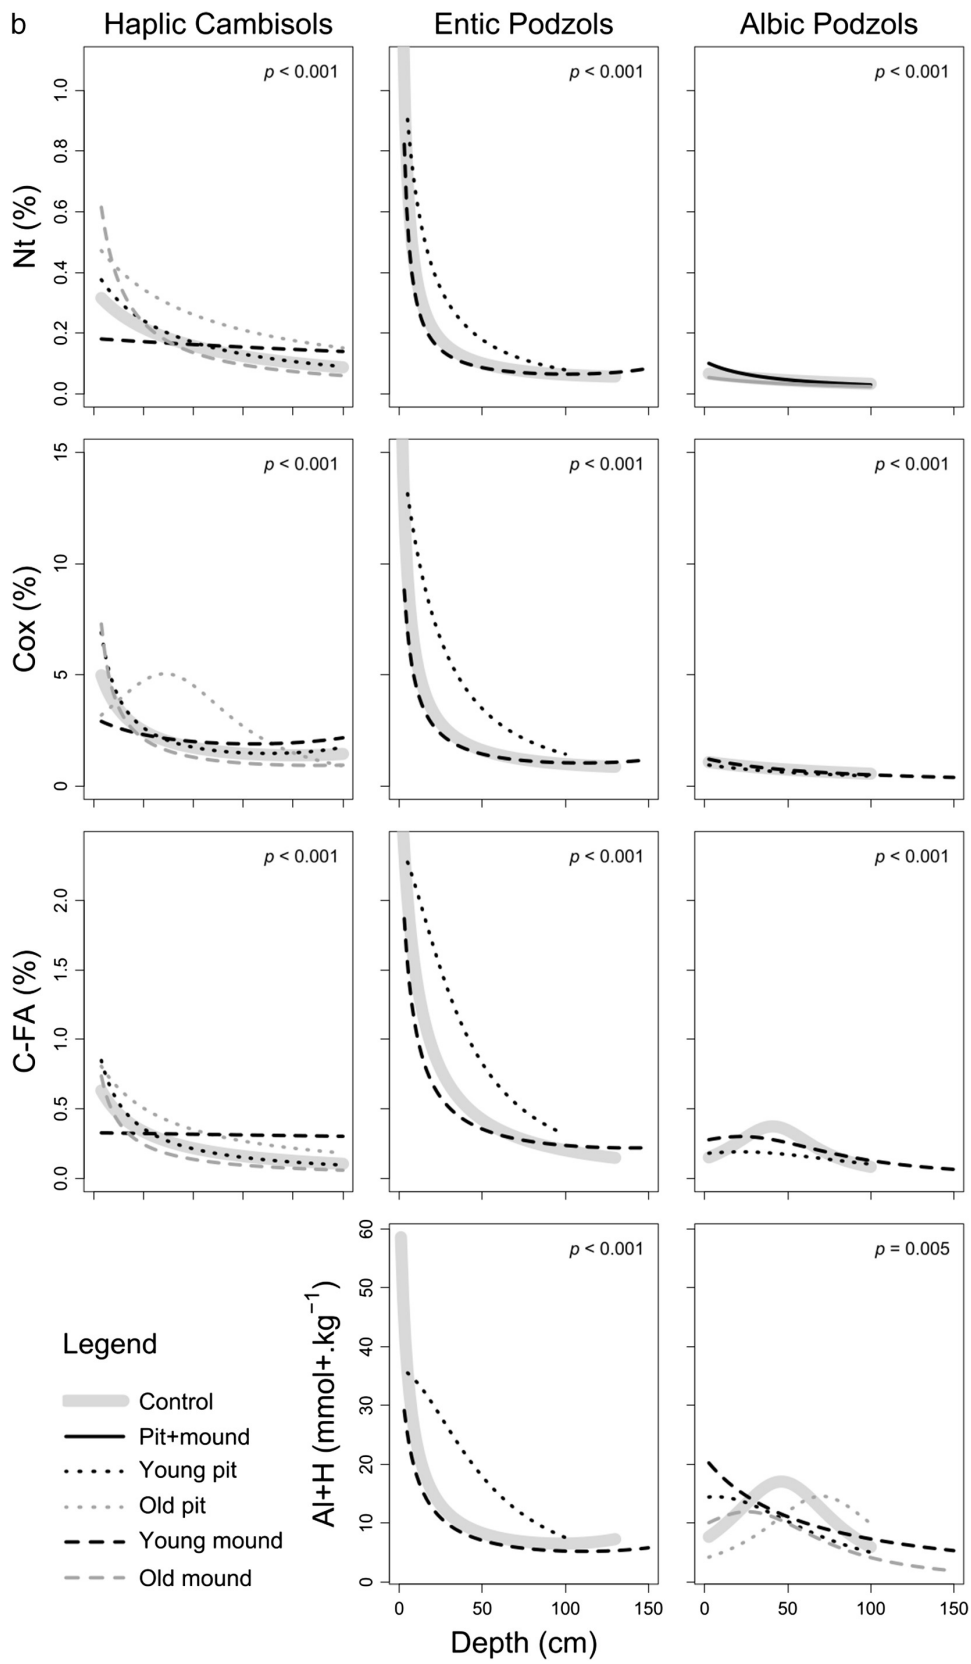 b
Haplic Cambisols
Entic Podzols
Albic Podzols
Nt (%)
1.0
0.8
0.6
0.4
0.2
0.0
p < 0.001
p < 0.001
p < 0.001
Cox (%)
15
10
5
0
p < 0.001
p < 0.001
p < 0.001
C-FA (%)
2.0
1.5
1.0
0.5
0.0
p < 0.001
p < 0.001
p < 0.001
Al+H (mmol+.kg−1)
60
50
40
30
20
10
0
p < 0.001
p = 0.005
Legend
Control
Pit+mound
Young pit
Old pit
Young mound
Old mound
0 50 100 150
0 50 100 150
Depth (cm)